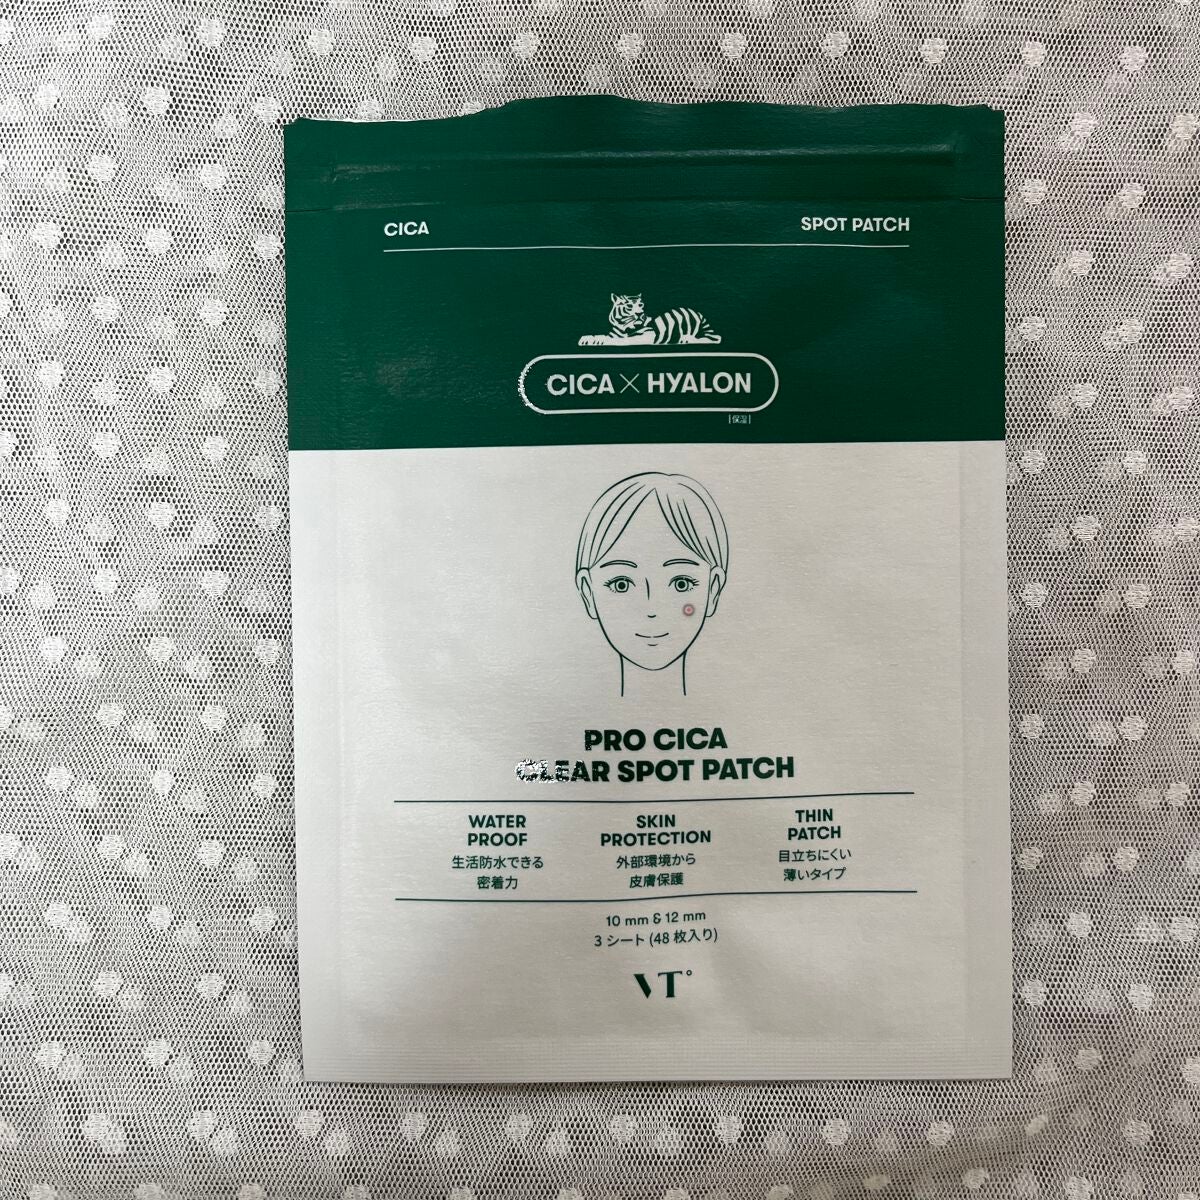 CICA
SPOT PATCH
CICA × HYALON
|保湿|
PRO CICA
CLEAR SPOT PATCH
WATER
PROOF
生活防水できる
密着力
SKIN
PROTECTION
外部環境から
皮膚保護
THIN
PATCH
目立ちにくい
薄いタイプ
10 mm & 12 mm
3 シート (48 枚入り)
VT°